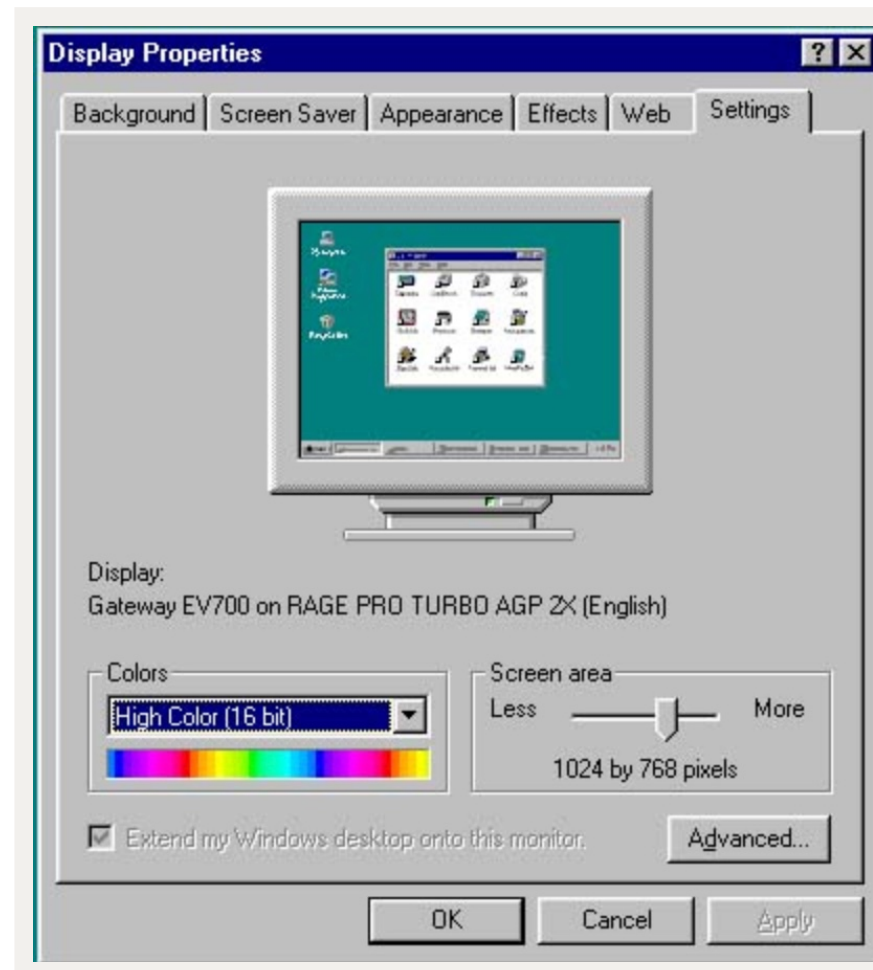 Display Properties
Background Screen Saver Appearance Effects Web Settings
Display:
Gateway EV700 on RAGE PRO TURBO AGP 2X (English)
Colors
High Color (16 bit)
Screen area
Less More
1024 by 768 pixels
Extend my Windows desktop onto this monitor.
Advanced...
OK Cancel Apply